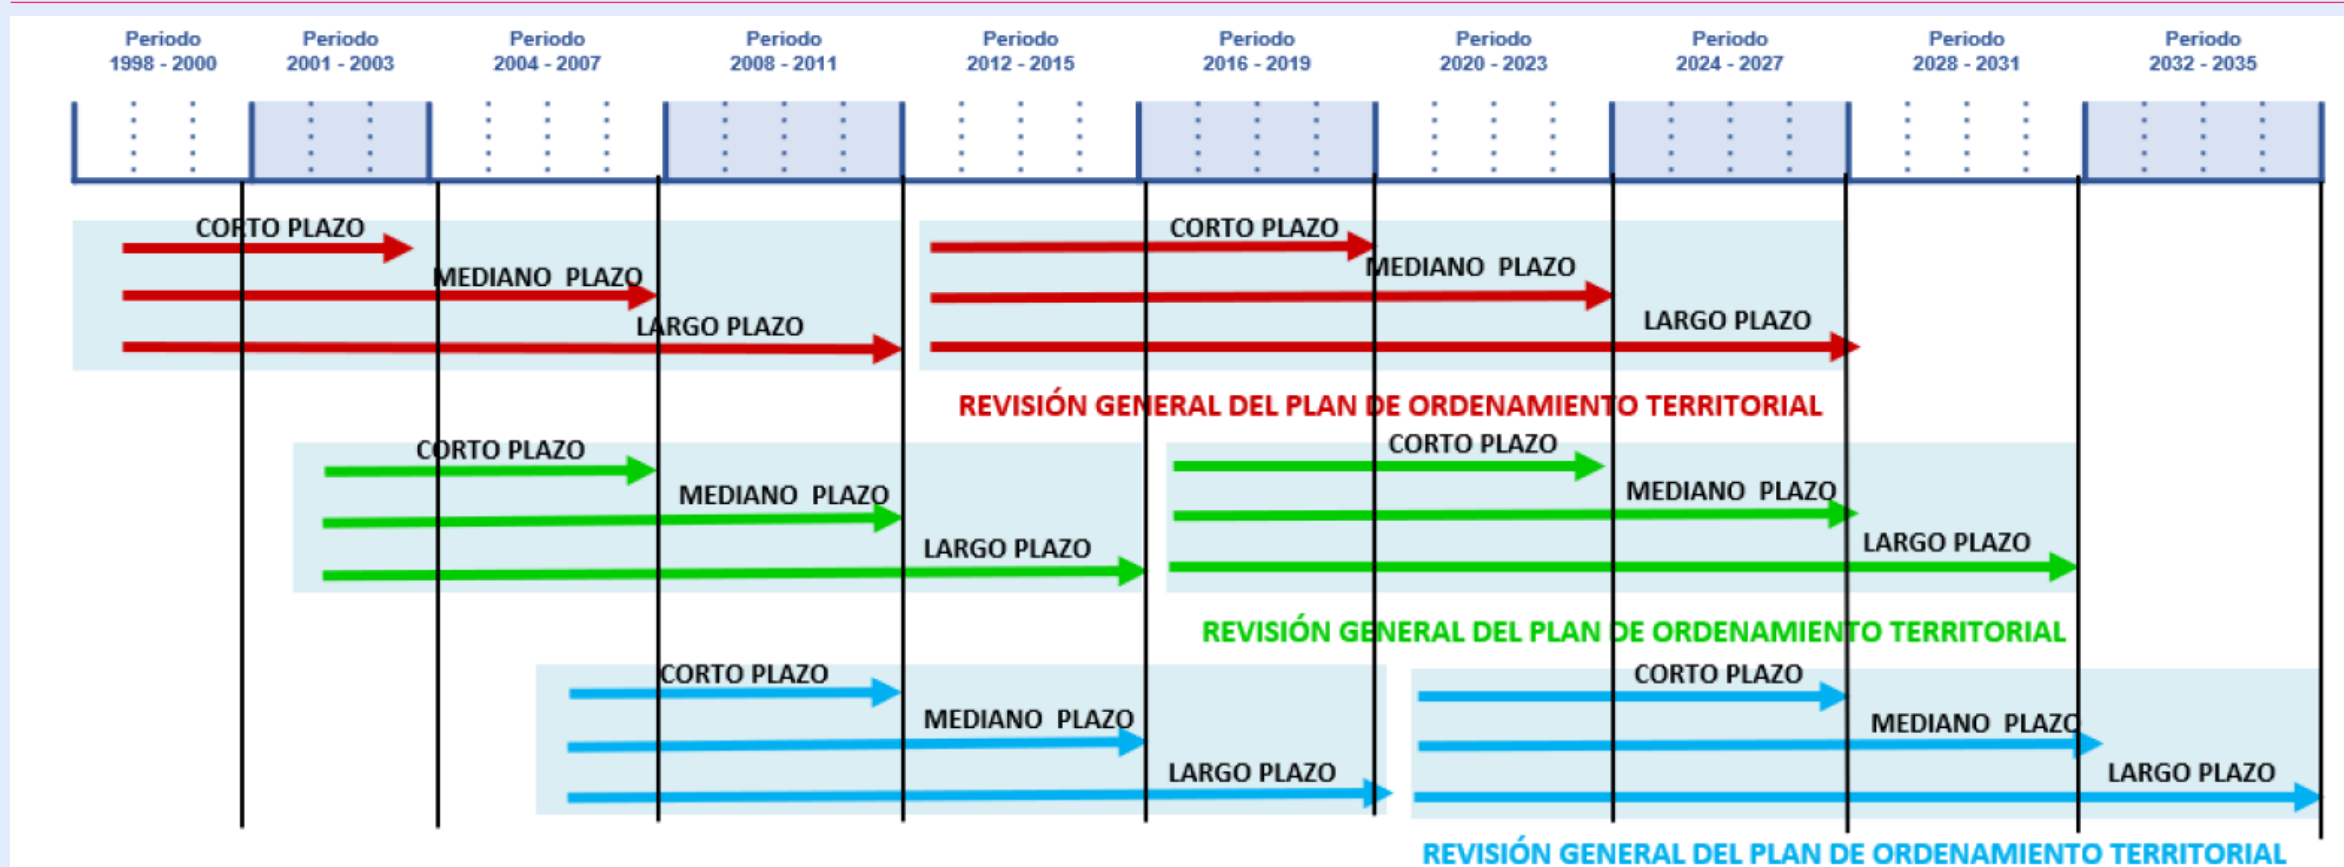 Periodo
1998 - 2000
Periodo
2001 - 2003
Periodo
2004 - 2007
Periodo
2008 - 2011
Periodo
2012 - 2015
Periodo
2016 - 2019
Periodo
2020 - 2023
Periodo
2024 - 2027
Periodo
2028 - 2031
Periodo
2032 - 2035
CORTO PLAZO
MEDIANO PLAZO
LARGO PLAZO
CORTO PLAZO
MEDIANO PLAZO
LARGO PLAZO
REVISIÓN GENERAL DEL PLAN DE ORDENAMIENTO TERRITORIAL
CORTO PLAZO
MEDIANO PLAZO
LARGO PLAZO
CORTO PLAZO
MEDIANO PLAZO
LARGO PLAZO
REVISIÓN GENERAL DEL PLAN DE ORDENAMIENTO TERRITORIAL
CORTO PLAZO
MEDIANO PLAZO
LARGO PLAZO
CORTO PLAZO
MEDIANO PLAZO
LARGO PLAZO
REVISIÓN GENERAL DEL PLAN DE ORDENAMIENTO TERRITORIAL